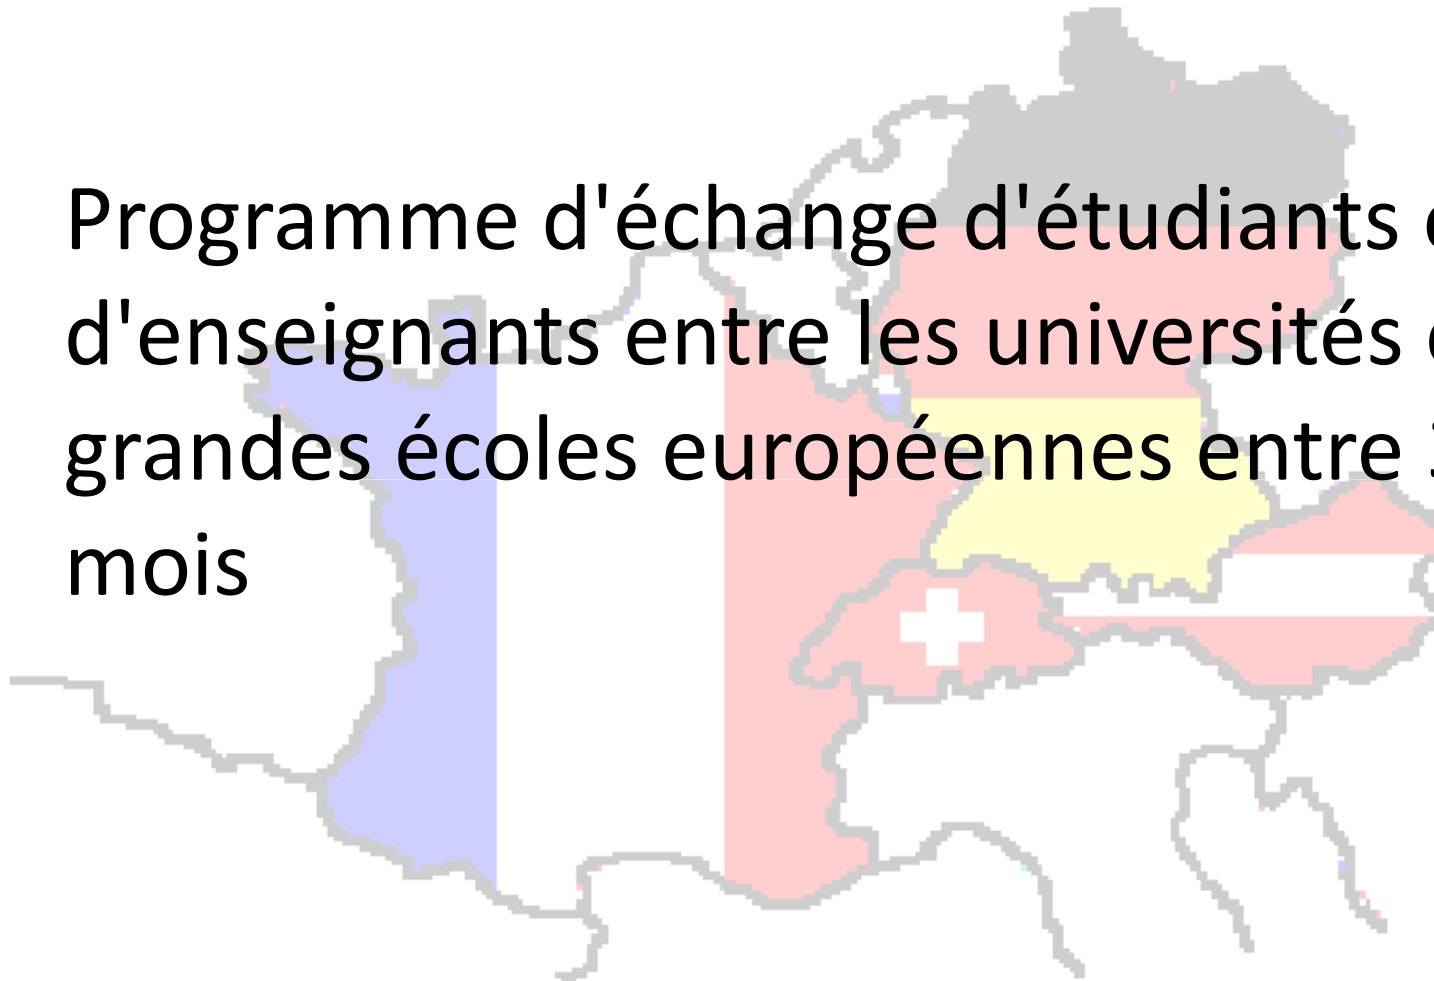 Programme d'échange d'étudiants
d'enseignants entre les universités
grandes écoles européennes entre
mois